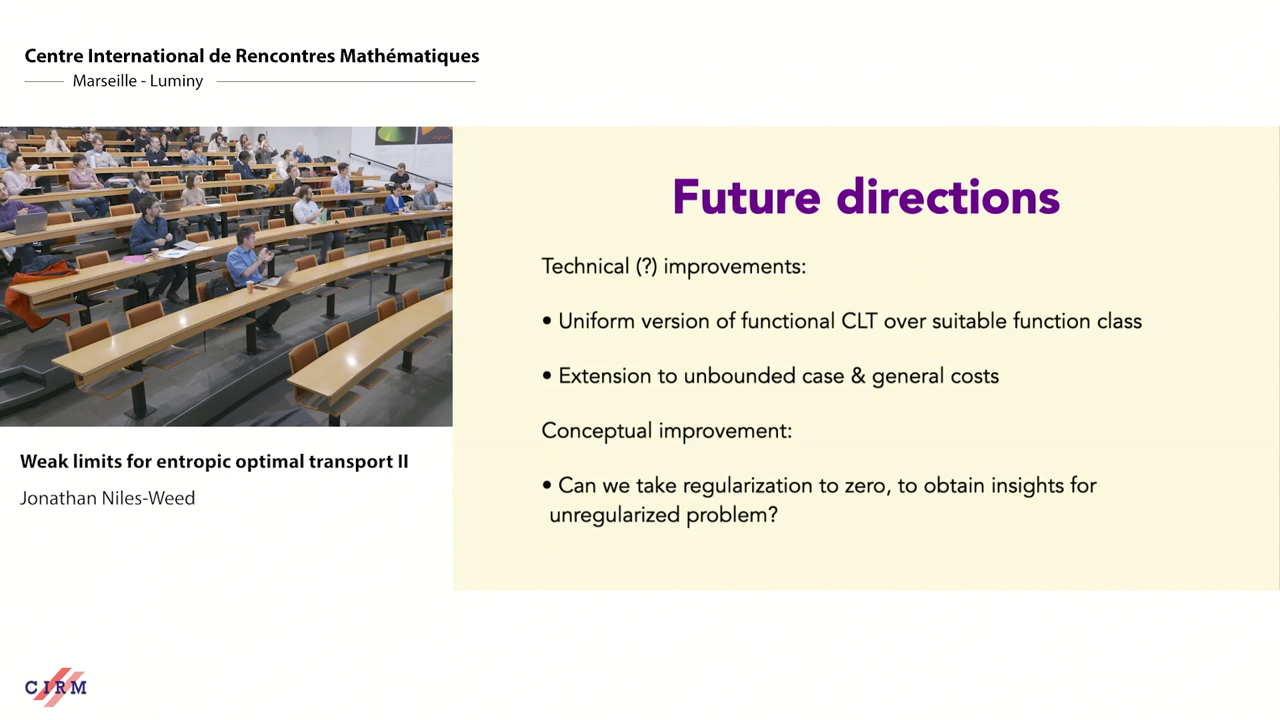 Centre International de Rencontres Mathématiques
Marseille - Luminy
Future directions
Technical (?) improvements:
• Uniform version of functional CLT over suitable function class
• Extension to unbounded case & general costs
Conceptual improvement:
• Can we take regularization to zero, to obtain insights for
unregularized problem?
Weak limits for entropic optimal transport II
Jonathan Niles-Weed
CIRM